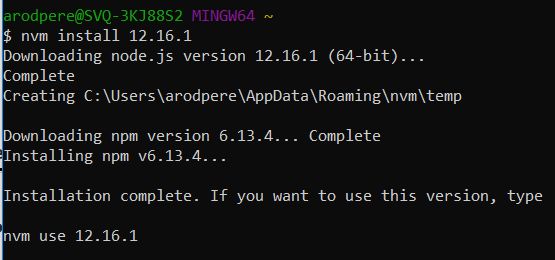 arodpere@SVQ-3KJ88S2 MINGW64 ~
$ nvm install 12.16.1
Downloading node.js version 12.16.1 (64-bit)...
Complete
Creating C:\Users\arodpere\AppData\Roaming\nvm\temp
Downloading npm version 6.13.4... Complete
Installing npm v6.13.4...
Installation complete. If you want to use this version, type
nvm use 12.16.1